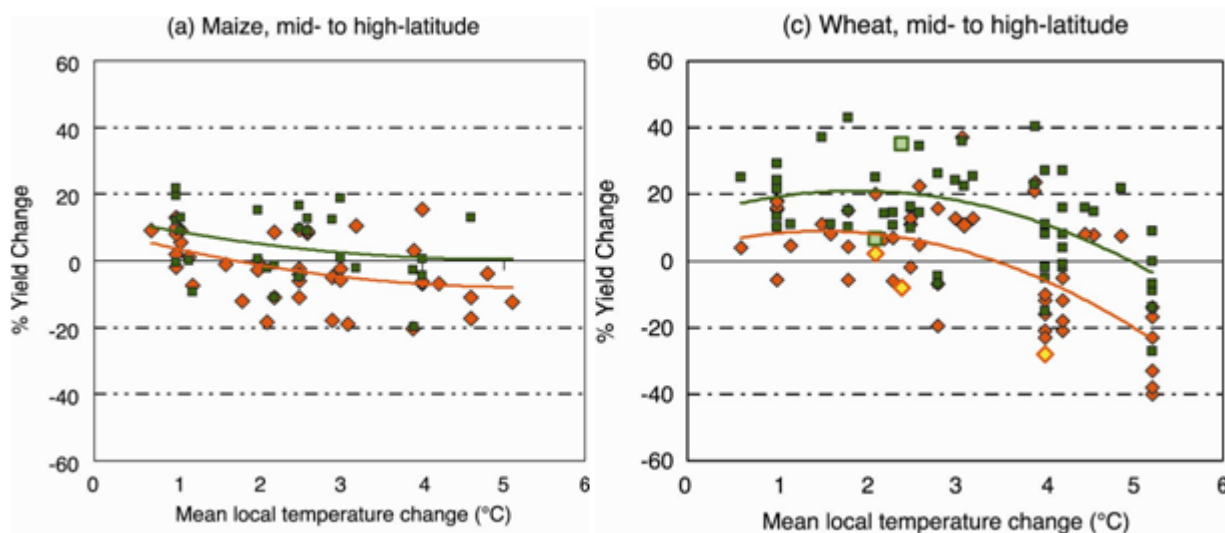 (a) Maize, mid- to high-latitude
60
40
20
0
-20
-40
-60
% Yield Change
0 1 2 3 4 5 6
Mean local temperature change (°C)
(c) Wheat, mid- to high-latitude
60
40
20
0
-20
-40
-60
% Yield Change
0 1 2 3 4 5 6
Mean local temperature change (°C)